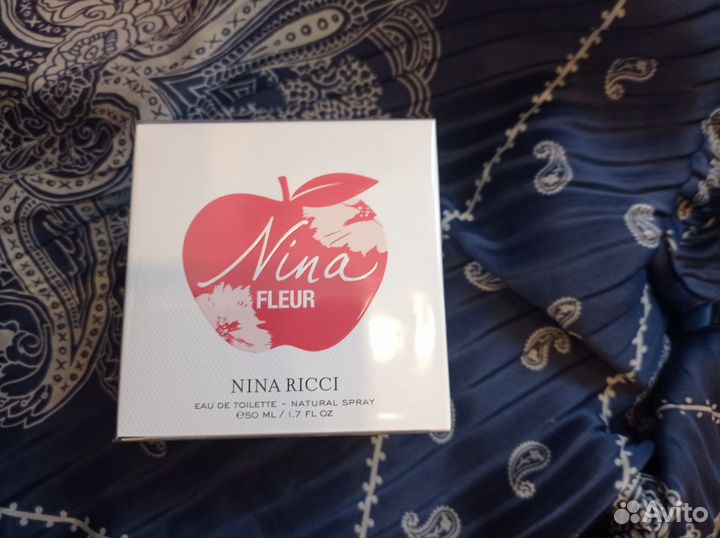 Nina
FLEUR
NINA RICCI
EAU DE TOILETTE - NATURAL SPRAY
℮50 ML / 1.7 FL OZ
Avito